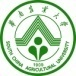 華南農業大學
SOUTH CHINA AGRICULTURAL UNIVERSITY
1909